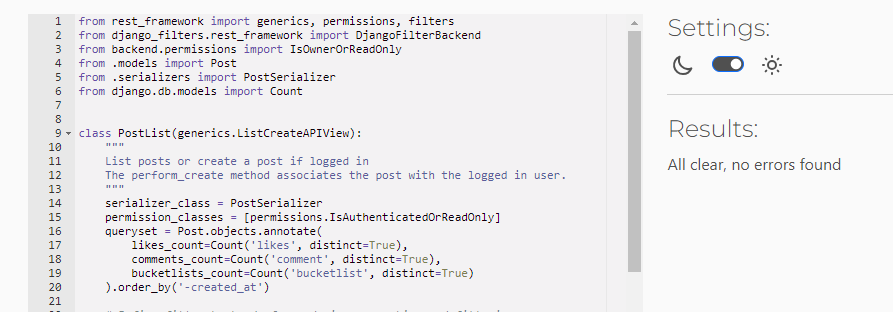 1 from rest_framework import generics, permissions, filters
2 from django_filters.rest_framework import DjangoFilterBackend
3 from backend.permissions import IsOwnerOrReadOnly
4 from .models import Post
5 from .serializers import PostSerializer
6 from django.db.models import Count
7
8
9 class PostList(generics.ListCreateAPIView):
10 """
11 List posts or create a post if logged in
12 The perform_create method associates the post with the logged in user.
13 """
14 serializer_class = PostSerializer
15 permission_classes = [permissions.IsAuthenticatedOrReadOnly]
16 queryset = Post.objects.annotate(
17 likes_count=Count('likes', distinct=True),
18 comments_count=Count('comment', distinct=True),
19 bucketlists_count=Count('bucketlist', distinct=True)
20 ).order_by('-created_at')
21
Settings:
Results:
All clear, no errors found